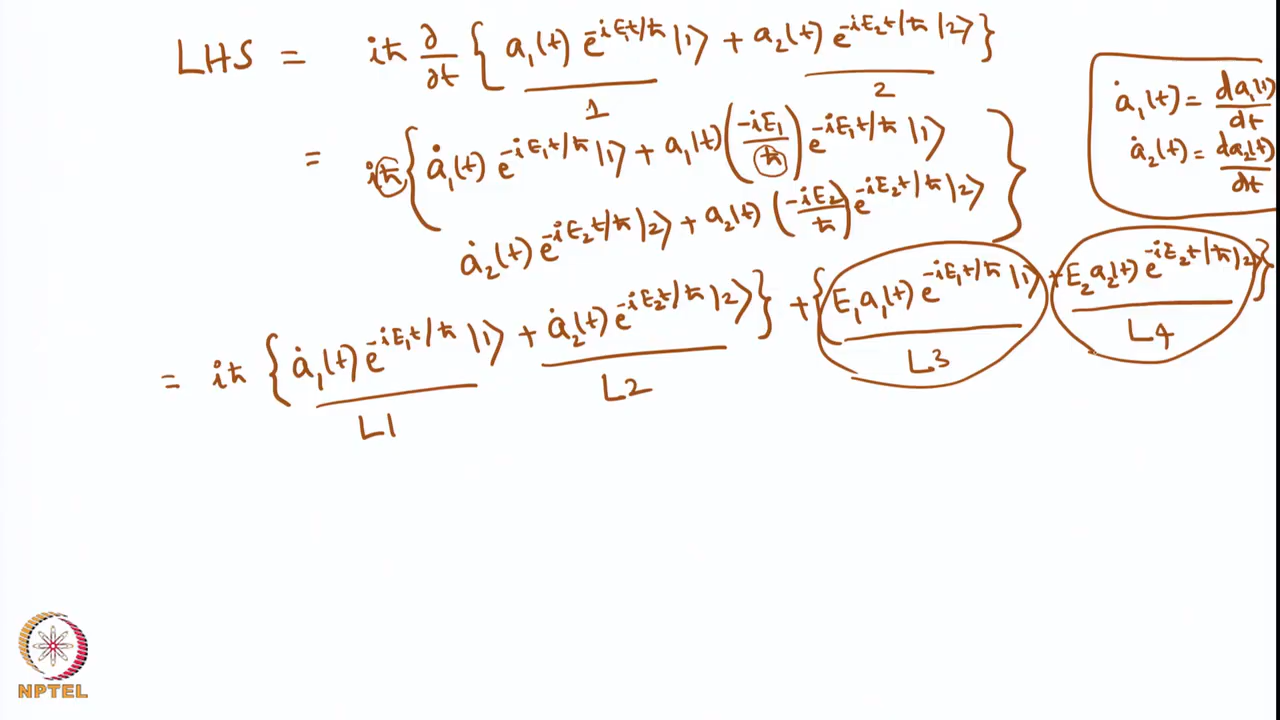 LHS = iħ ∂/∂t { a₁(t) e^{-iE₁t/ħ} |1⟩ + a₂(t) e^{-iE₂t/ħ} |2⟩ }
1 2
= iħ { ȧ₁(t) e^{-iE₁t/ħ} |1⟩ + a₁(t) (-iE₁/ħ) e^{-iE₁t/ħ} |1⟩
ȧ₂(t) e^{-iE₂t/ħ} |2⟩ + a₂(t) (-iE₂/ħ) e^{-iE₂t/ħ} |2⟩ }
= iħ { ȧ₁(t) e^{-iE₁t/ħ} |1⟩ + ȧ₂(t) e^{-iE₂t/ħ} |2⟩ } + { E₁a₁(t) e^{-iE₁t/ħ} |1⟩ + E₂a₂(t) e^{-iE₂t/ħ} |2⟩ }
L1 L2 L3 L4
ȧ₁(t) = da₁(t)/dt
ȧ₂(t) = da₂(t)/dt
NPTEL